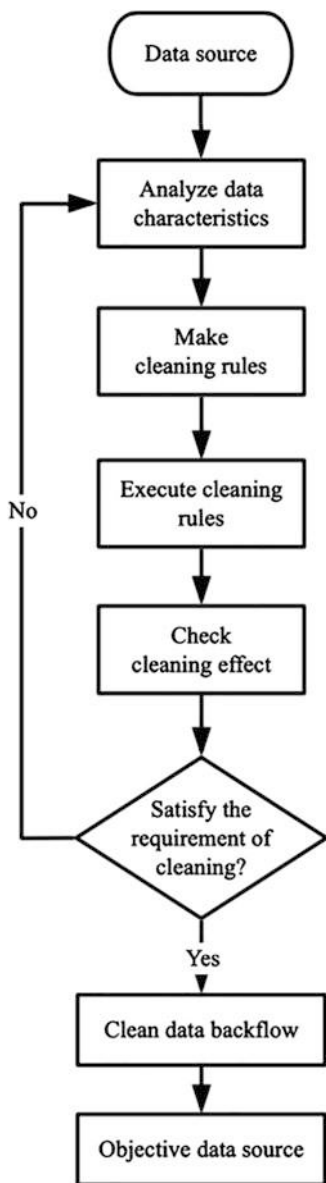 Data source
Analyze data
characteristics
Make
cleaning rules
Execute cleaning
rules
No
Check
cleaning effect
Satisfy the
requirement of
cleaning?
Yes
Clean data backflow
Objective data source